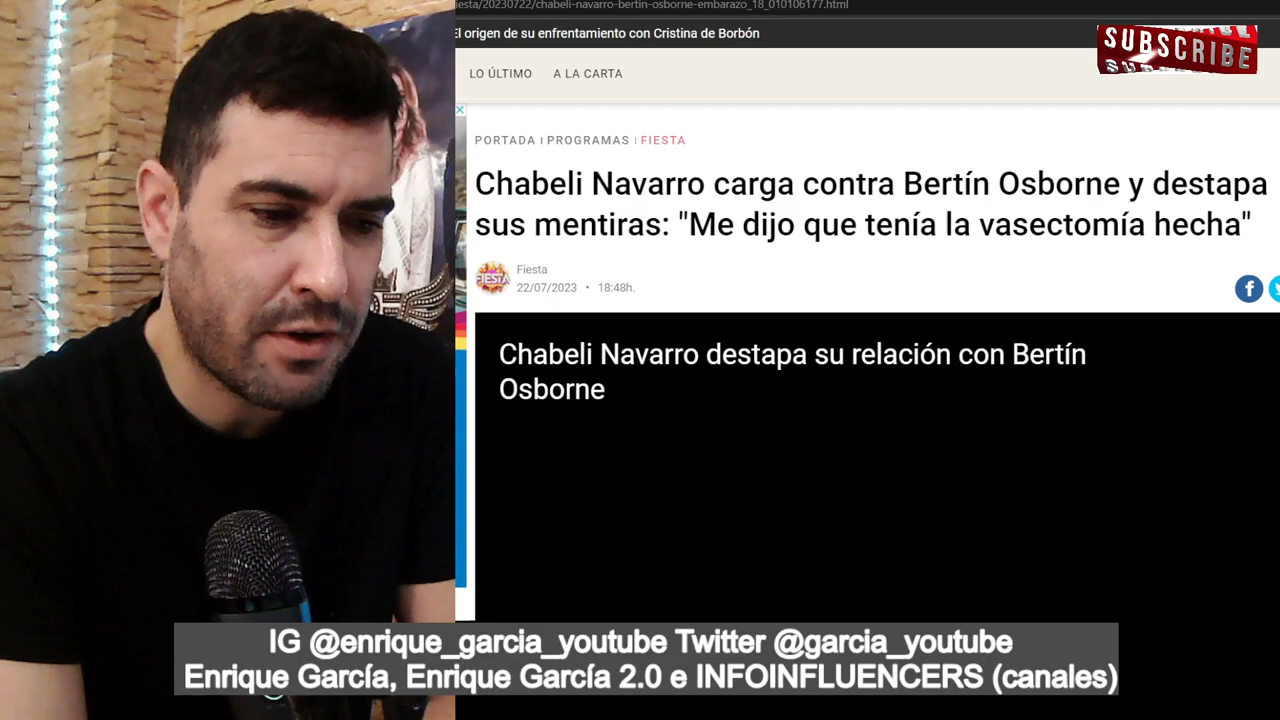 iesta/20230722/chabeli-navarro-bertin-osborne-embarazo_18_010106177.html
El origen de su enfrentamiento con Cristina de Borbón
SUBSCRIBE
LO ÚLTIMO A LA CARTA
PORTADA PROGRAMAS FIESTA
Chabeli Navarro carga contra Bertín Osborne y destapa
sus mentiras: "Me dijo que tenía la vasectomía hecha"
FIESTA
Fiesta
22/07/2023 • 18:48h.
Chabeli Navarro destapa su relación con Bertín
Osborne
IG @enrique_garcia_youtube Twitter @garcia_youtube
Enrique García, Enrique García 2.0 e INFOINFLUENCERS (canales)